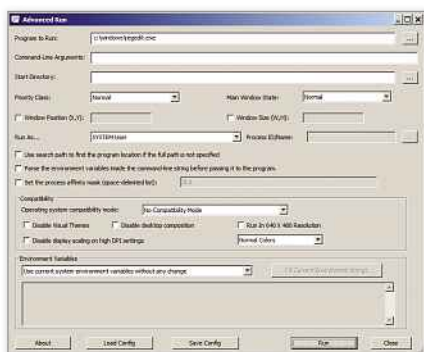 Advanced Run
Program to Run: c:\windows\regedit.exe ...
Command-Line Arguments:
Start Directory: ...
Priority Class: Normal Main Window State: Normal
Window Position (X,Y): Window Size (W,H):
Run As... SYSTEM User Process ID/Name: ...
Use search path to find the program location if the full path is not specified
Parse the environment variables inside the command-line string before passing it to the program.
Set the process affinity mask (space-delimited list):
Compatibility
Operating system compatibility mode: No Compatibility Mode
Disable Visual Themes Disable desktop composition Run In 640 X 480 Resolution
Disable display scaling on high DPI settings Normal Colors
Environment Variables
Use current system environment variables without any change
About Load Config Save Config Run Close